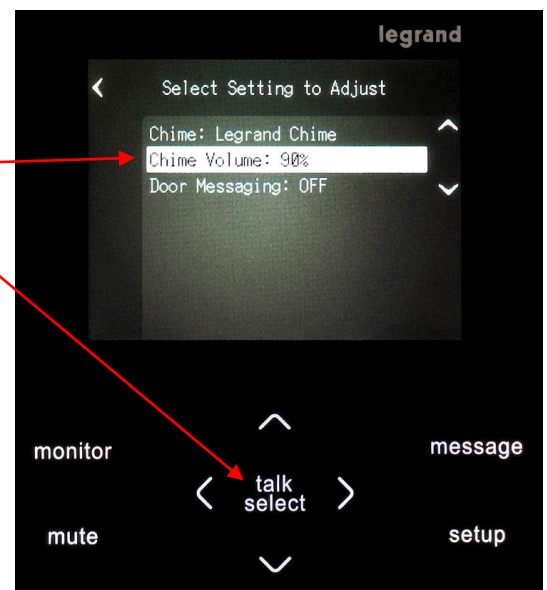 legrand
Select Setting to Adjust
Chime: Legrand Chime
Chime Volume: 90%
Door Messaging: OFF
monitor
message
talk
select
mute
setup